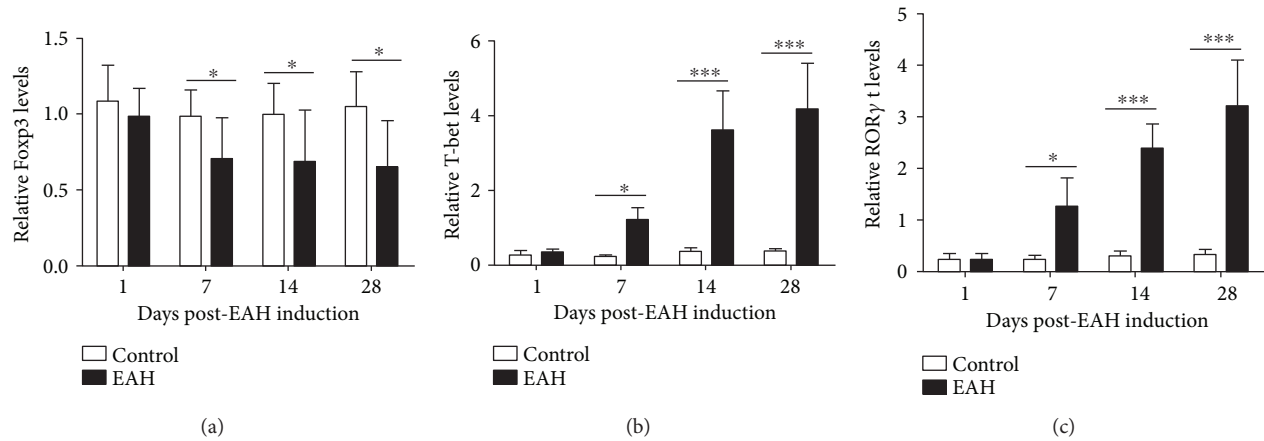 Relative Foxp3 levels
1.5
1.0
0.5
0.0
* * *
1 7 14 28
Days post-EAH induction
Control
EAH
(a)
Relative T-bet levels
6
4
2
0
* *** ***
1 7 14 28
Days post-EAH induction
Control
EAH
(b)
Relative RORγ t levels
5
4
3
2
1
0
* *** ***
1 7 14 28
Days post-EAH induction
Control
EAH
(c)